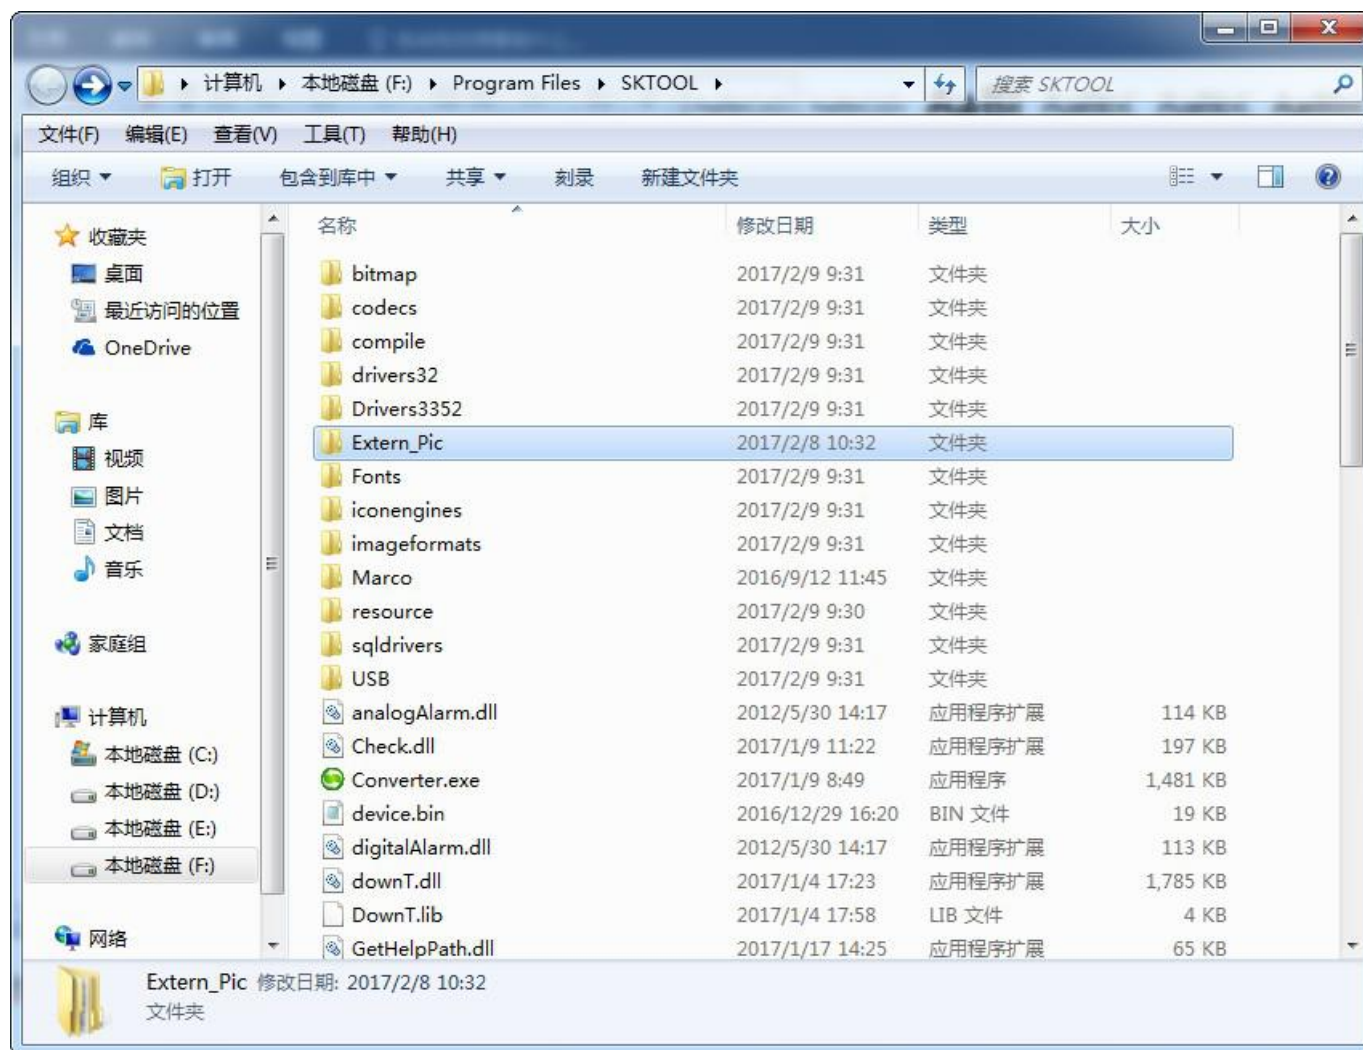 计算机 本地磁盘 (F:) Program Files SKTOOL 搜索 SKTOOL
文件(F) 编辑(E) 查看(V) 工具(T) 帮助(H)
组织 打开 包含到库中 共享 刻录 新建文件夹
收藏夹
桌面
最近访问的位置
OneDrive
库
视频
图片
文档
音乐
家庭组
计算机
本地磁盘 (C:)
本地磁盘 (D:)
本地磁盘 (E:)
本地磁盘 (F:)
网络
名称 修改日期 类型 大小
bitmap 2017/2/9 9:31 文件夹
codecs 2017/2/9 9:31 文件夹
compile 2017/2/9 9:31 文件夹
drivers32 2017/2/9 9:31 文件夹
Drivers3352 2017/2/9 9:31 文件夹
Extern_Pic 2017/2/8 10:32 文件夹
Fonts 2017/2/9 9:31 文件夹
iconengines 2017/2/9 9:31 文件夹
imageformats 2017/2/9 9:31 文件夹
Marco 2016/9/12 11:45 文件夹
resource 2017/2/9 9:30 文件夹
sqldrivers 2017/2/9 9:31 文件夹
USB 2017/2/9 9:31 文件夹
analogAlarm.dll 2012/5/30 14:17 应用程序扩展 114 KB
Check.dll 2017/1/9 11:22 应用程序扩展 197 KB
Converter.exe 2017/1/9 8:49 应用程序 1,481 KB
device.bin 2016/12/29 16:20 BIN 文件 19 KB
digitalAlarm.dll 2012/5/30 14:17 应用程序扩展 113 KB
downT.dll 2017/1/4 17:23 应用程序扩展 1,785 KB
DownT.lib 2017/1/4 17:58 LIB 文件 4 KB
GetHelpPath.dll 2017/1/17 14:25 应用程序扩展 65 KB
Extern_Pic 修改日期: 2017/2/8 10:32
文件夹